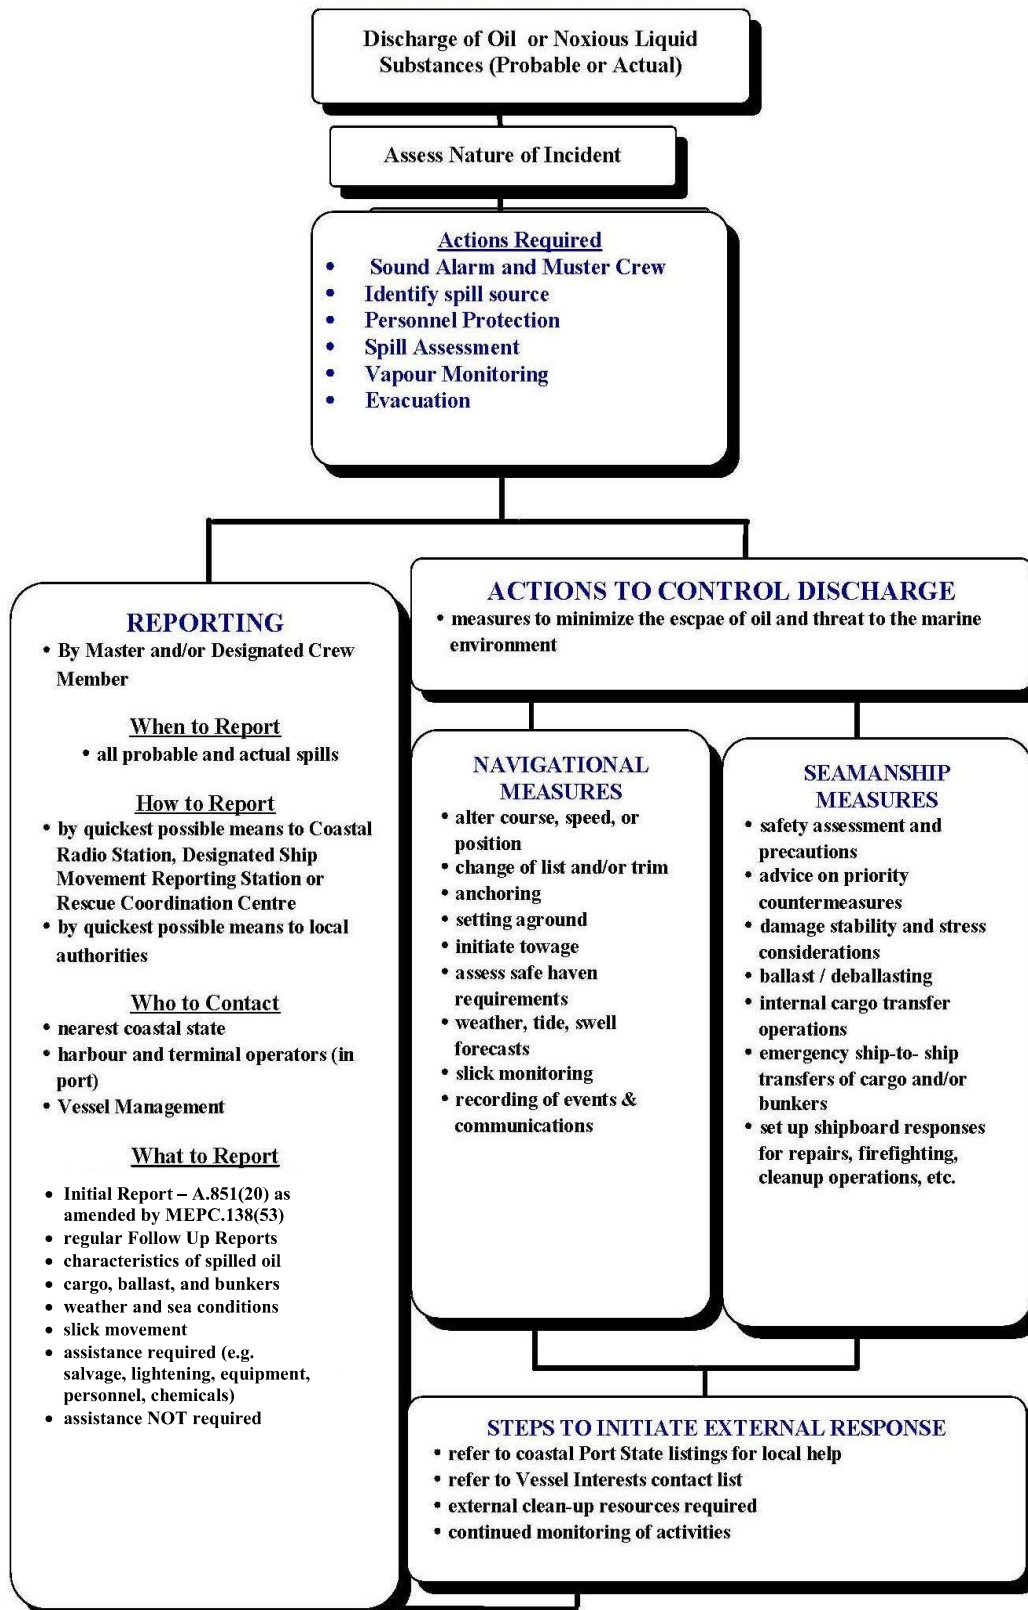 Discharge of Oil or Noxious Liquid
Substances (Probable or Actual)
Assess Nature of Incident
Actions Required
• Sound Alarm and Muster Crew
• Identify spill source
• Personnel Protection
• Spill Assessment
• Vapour Monitoring
• Evacuation
REPORTING
• By Master and/or Designated Crew
Member
When to Report
• all probable and actual spills
How to Report
• by quickest possible means to Coastal
Radio Station, Designated Ship
Movement Reporting Station or
Rescue Coordination Centre
• by quickest possible means to local
authorities
Who to Contact
• nearest coastal state
• harbour and terminal operators (in
port)
• Vessel Management
What to Report
• Initial Report – A.851(20) as
amended by MEPC.138(53)
• regular Follow Up Reports
• characteristics of spilled oil
• cargo, ballast, and bunkers
• weather and sea conditions
• slick movement
• assistance required (e.g.
salvage, lightening, equipment,
personnel, chemicals)
• assistance NOT required
ACTIONS TO CONTROL DISCHARGE
• measures to minimize the escpae of oil and threat to the marine
environment
NAVIGATIONAL
MEASURES
• alter course, speed, or
position
• change of list and/or trim
• anchoring
• setting aground
• initiate towage
• assess safe haven
requirements
• weather, tide, swell
forecasts
• slick monitoring
• recording of events &
communications
SEAMANSHIP
MEASURES
• safety assessment and
precautions
• advice on priority
countermeasures
• damage stability and stress
considerations
• ballast / deballasting
• internal cargo transfer
operations
• emergency ship-to- ship
transfers of cargo and/or
bunkers
• set up shipboard responses
for repairs, firefighting,
cleanup operations, etc.
STEPS TO INITIATE EXTERNAL RESPONSE
• refer to coastal Port State listings for local help
• refer to Vessel Interests contact list
• external clean-up resources required
• continued monitoring of activities